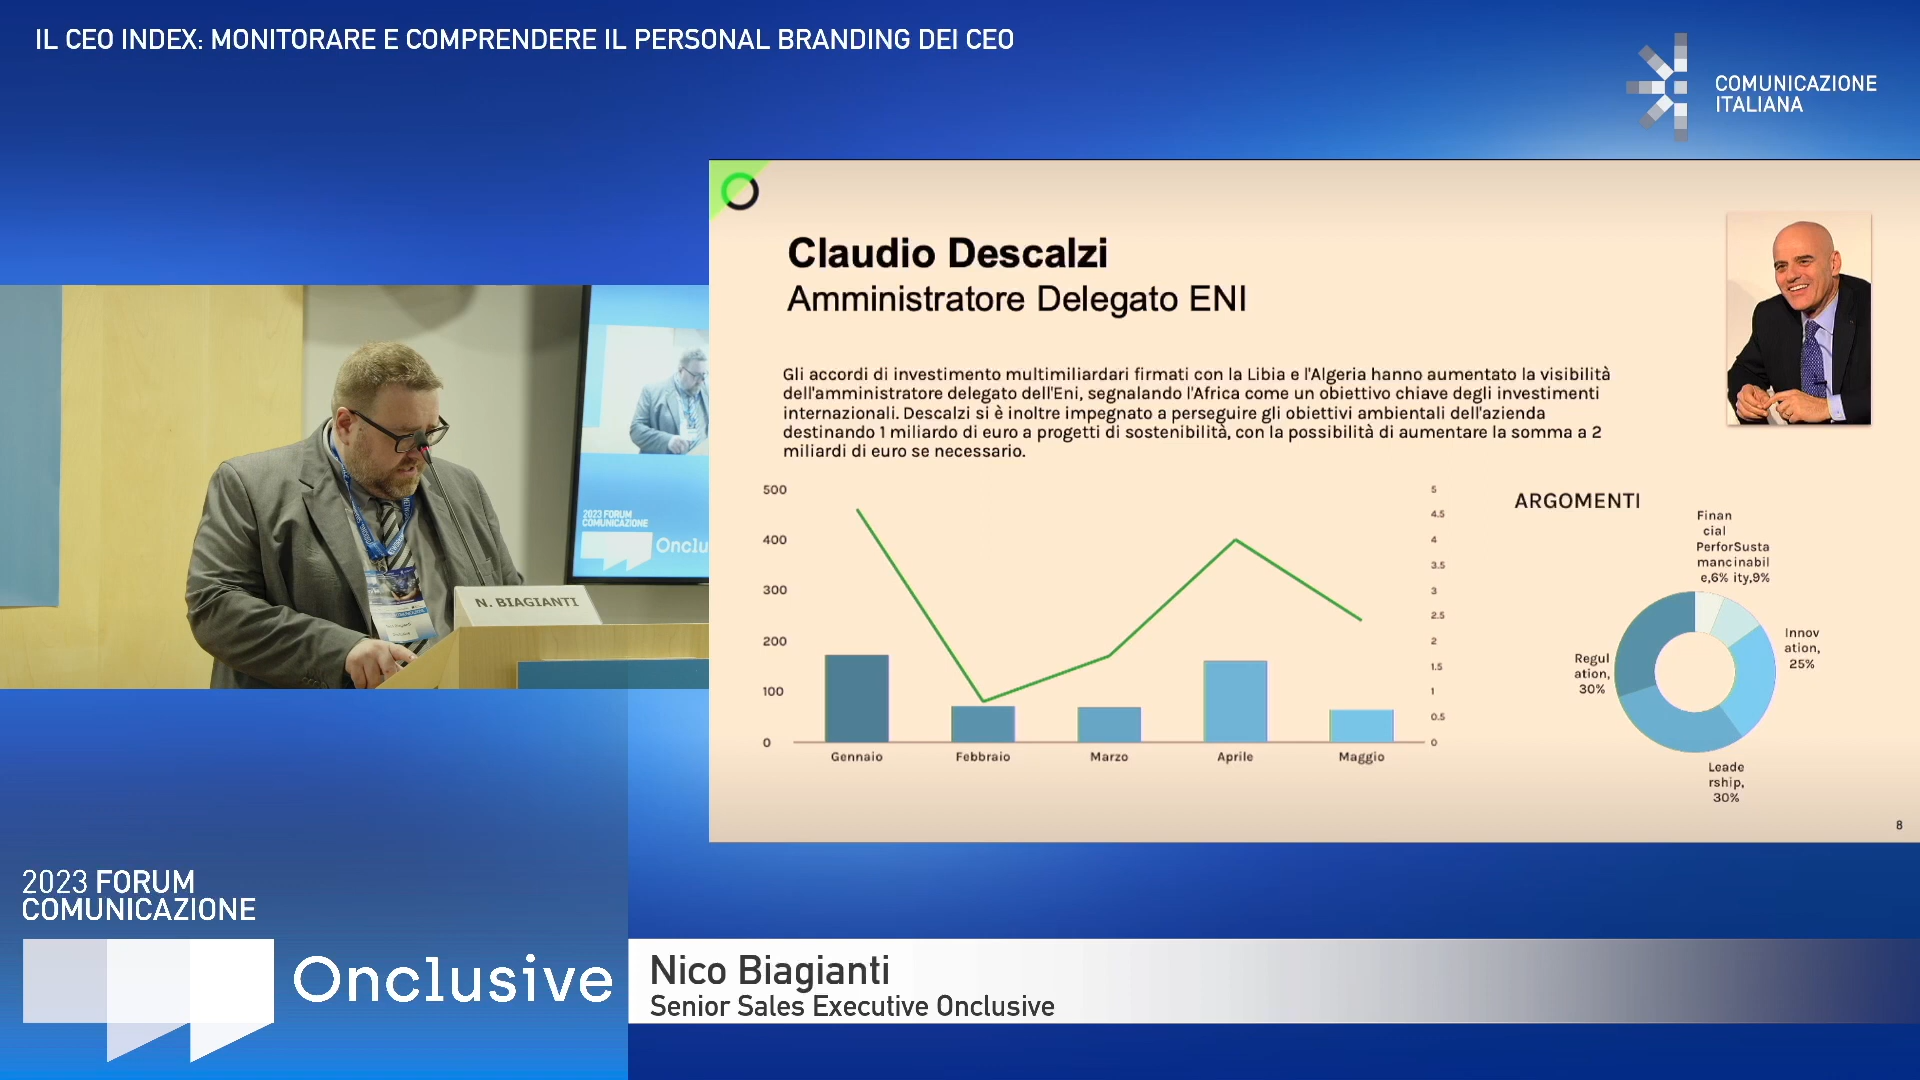 IL CEO INDEX: MONITORARE E COMPRENDERE IL PERSONAL BRANDING DEI CEO
COMUNICAZIONE
ITALIANA
Claudio Descalzi
Amministratore Delegato ENI
Gli accordi di investimento multimiliardari firmati con la Libia e l'Algeria hanno aumentato la visibilità
dell'amministratore delegato dell'Eni, segnalando l'Africa come un obiettivo chiave degli investimenti
internazionali. Descalzi si è inoltre impegnato a perseguire gli obiettivi ambientali dell'azienda
destinando 1 miliardo di euro a progetti di sostenibilità, con la possibilità di aumentare la somma a 2
miliardi di euro se necessario.
500
400
300
200
100
0
5
4.5
4
3.5
3
2.5
2
1.5
1
0.5
0
Gennaio Febbraio Marzo Aprile Maggio
ARGOMENTI
Finan
cial
PerforSusta
mancinabil
e,6% ity,9%
Innov
ation,
25%
Regul
ation,
30%
Leade
rship,
30%
8
2023 FORUM
COMUNICAZIONE
Onclu
N. BIAGIANTI
2023 FORUM
COMUNICAZIONE
Onclusive
Nico Biagianti
Senior Sales Executive Onclusive